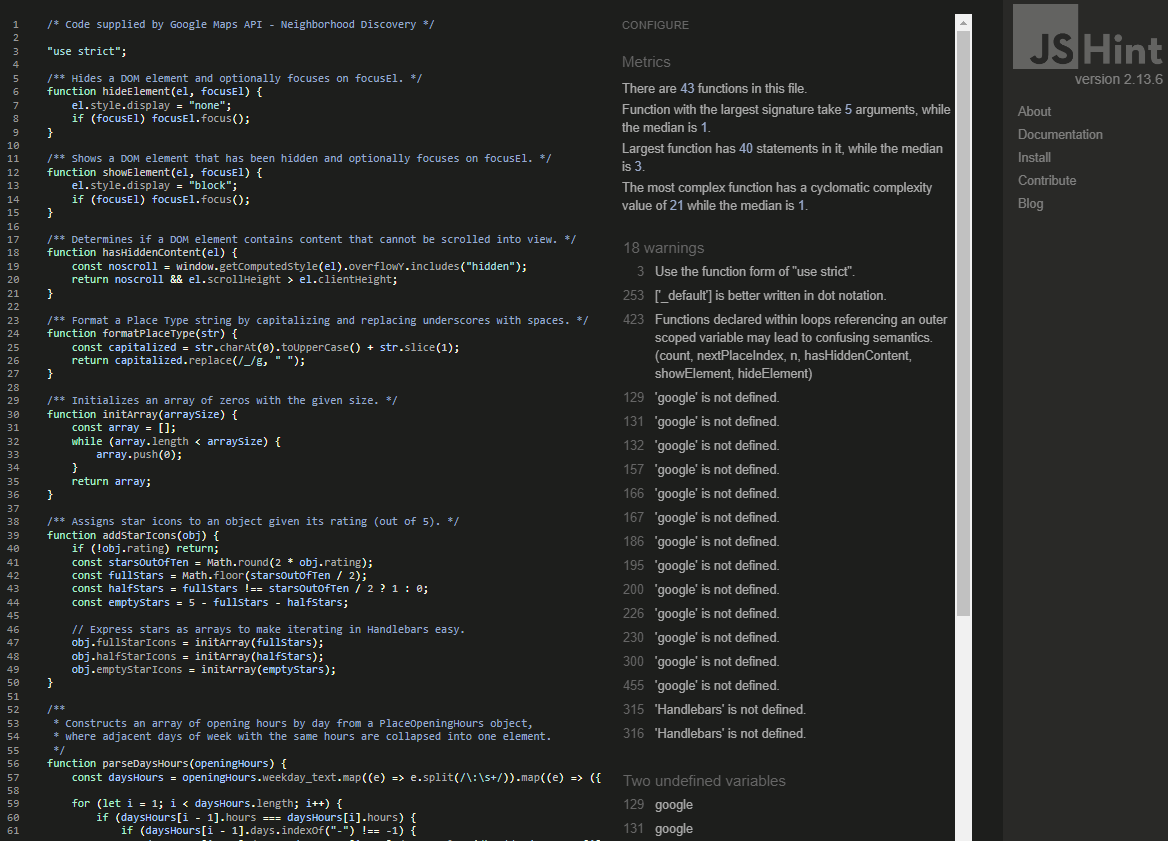 1 /* Code supplied by Google Maps API - Neighborhood Discovery */
2
3 "use strict";
4
5 /** Hides a DOM element and optionally focuses on focusEl. */
6 function hideElement(el, focusEl) {
7 el.style.display = "none";
8 if (focusEl) focusEl.focus();
9 }
10
11 /** Shows a DOM element that has been hidden and optionally focuses on focusEl. */
12 function showElement(el, focusEl) {
13 el.style.display = "block";
14 if (focusEl) focusEl.focus();
15 }
16
17 /** Determines if a DOM element contains content that cannot be scrolled into view. */
18 function hasHiddenContent(el) {
19 const noscroll = window.getComputedStyle(el).overflowY.includes("hidden");
20 return noscroll && el.scrollHeight > el.clientHeight;
21 }
22
23 /** Format a Place Type string by capitalizing and replacing underscores with spaces. */
24 function formatPlaceType(str) {
25 const capitalized = str.charAt(0).toUpperCase() + str.slice(1);
26 return capitalized.replace(/_/g, " ");
27 }
28
29 /** Initializes an array of zeros with the given size. */
30 function initArray(arraySize) {
31 const array = [];
32 while (array.length < arraySize) {
33 array.push(0);
34 }
35 return array;
36 }
37
38 /** Assigns star icons to an object given its rating (out of 5). */
39 function addStarIcons(obj) {
40 if (!obj.rating) return;
41 const starsOutOfTen = Math.round(2 * obj.rating);
42 const fullStars = Math.floor(starsOutOfTen / 2);
43 const halfStars = fullStars !== starsOutOfTen / 2 ? 1 : 0;
44 const emptyStars = 5 - fullStars - halfStars;
45
46 // Express stars as arrays to make iterating in Handlebars easy.
47 obj.fullStarIcons = initArray(fullStars);
48 obj.halfStarIcons = initArray(halfStars);
49 obj.emptyStarIcons = initArray(emptyStars);
50 }
51
52 /**
53 * Constructs an array of opening hours by day from a PlaceOpeningHours object,
54 * where adjacent days of week with the same hours are collapsed into one element.
55 */
56 function parseDaysHours(openingHours) {
57 const daysHours = openingHours.weekday_text.map((e) => e.split(/\:\s+/)).map((e) => ({
58
59 for (let i = 1; i < daysHours.length; i++) {
60 if (daysHours[i - 1].hours === daysHours[i].hours) {
61 if (daysHours[i - 1].days.indexOf("-") !== -1) {
CONFIGURE
Metrics
There are 43 functions in this file.
Function with the largest signature take 5 arguments, while
the median is 1.
Largest function has 40 statements in it, while the median
is 3.
The most complex function has a cyclomatic complexity
value of 21 while the median is 1.
18 warnings
3 Use the function form of "use strict".
253 ['_default'] is better written in dot notation.
423 Functions declared within loops referencing an outer
scoped variable may lead to confusing semantics.
(count, nextPlaceIndex, n, hasHiddenContent,
showElement, hideElement)
129 'google' is not defined.
131 'google' is not defined.
132 'google' is not defined.
157 'google' is not defined.
166 'google' is not defined.
167 'google' is not defined.
186 'google' is not defined.
195 'google' is not defined.
200 'google' is not defined.
226 'google' is not defined.
230 'google' is not defined.
300 'google' is not defined.
455 'google' is not defined.
315 'Handlebars' is not defined.
316 'Handlebars' is not defined.
Two undefined variables
129 google
131 google
JSHint
version 2.13.6
About
Documentation
Install
Contribute
Blog